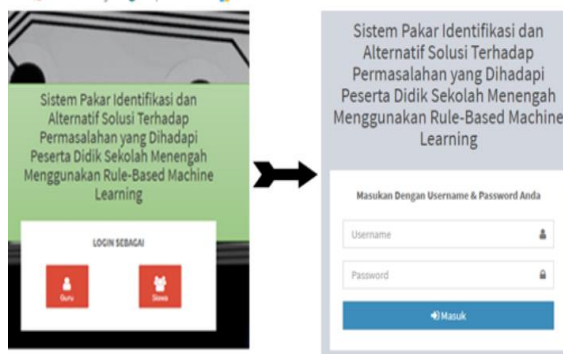 Sistem Pakar Identifikasi dan
Alternatif Solusi Terhadap
Permasalahan yang Dihadapi
Peserta Didik Sekolah Menengah
Menggunakan Rule-Based Machine
Learning
LOGIN SEBAGAI
Guru
Siswa
Sistem Pakar Identifikasi dan
Alternatif Solusi Terhadap
Permasalahan yang Dihadapi
Peserta Didik Sekolah Menengah
Menggunakan Rule-Based Machine
Learning
Masukan Dengan Username & Password Anda
Username
Password
Masuk